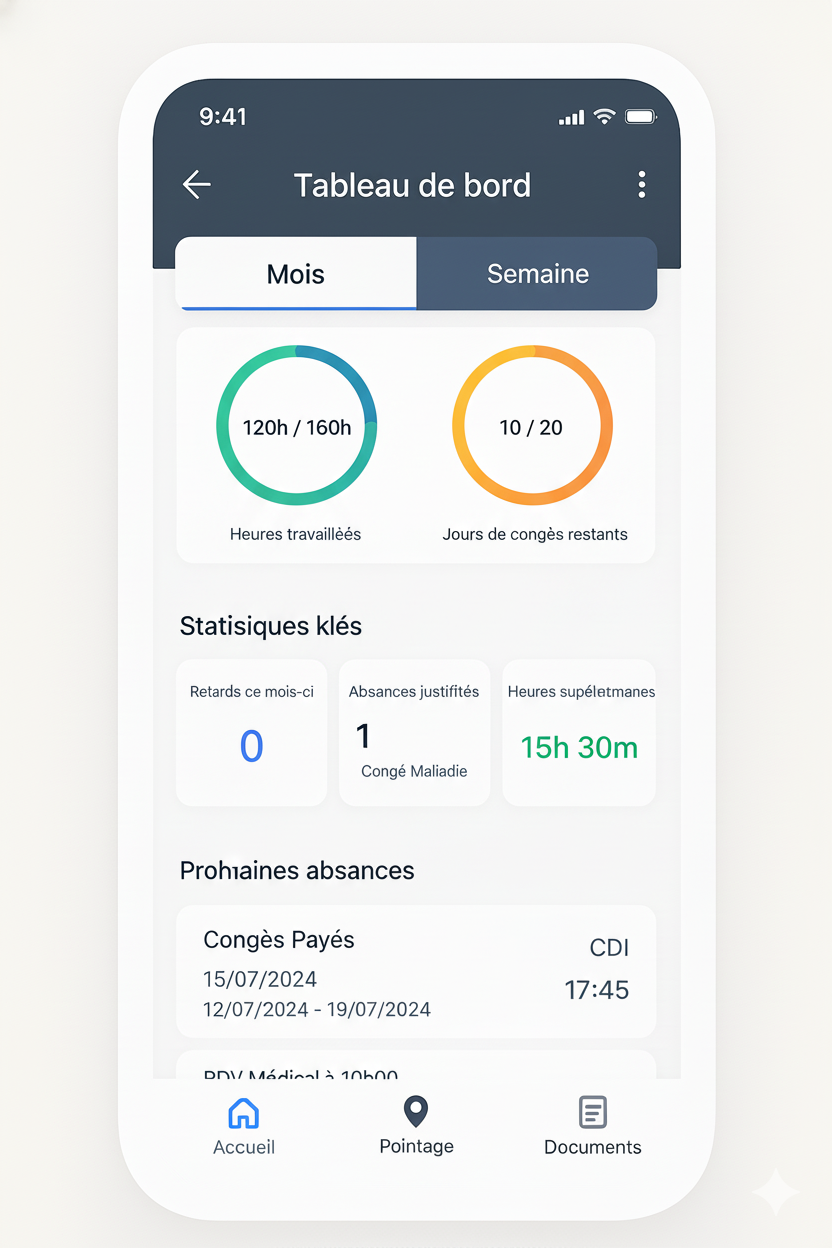 9:41
Tableau de bord
Mois
Semaine
120h / 160h
10 / 20
Heures travaillèés
Jours de congès restants
Statisiques klés
Retards ce mois-ci
Absances justifités
Heures supéletmanes
0
1
15h 30m
Congé Maliadie
Prohıaines absances
Congès Payés
CDI
15/07/2024
17:45
12/07/2024 - 19/07/2024
RDV Médical à 10h00
Accueil
Pointage
Documents